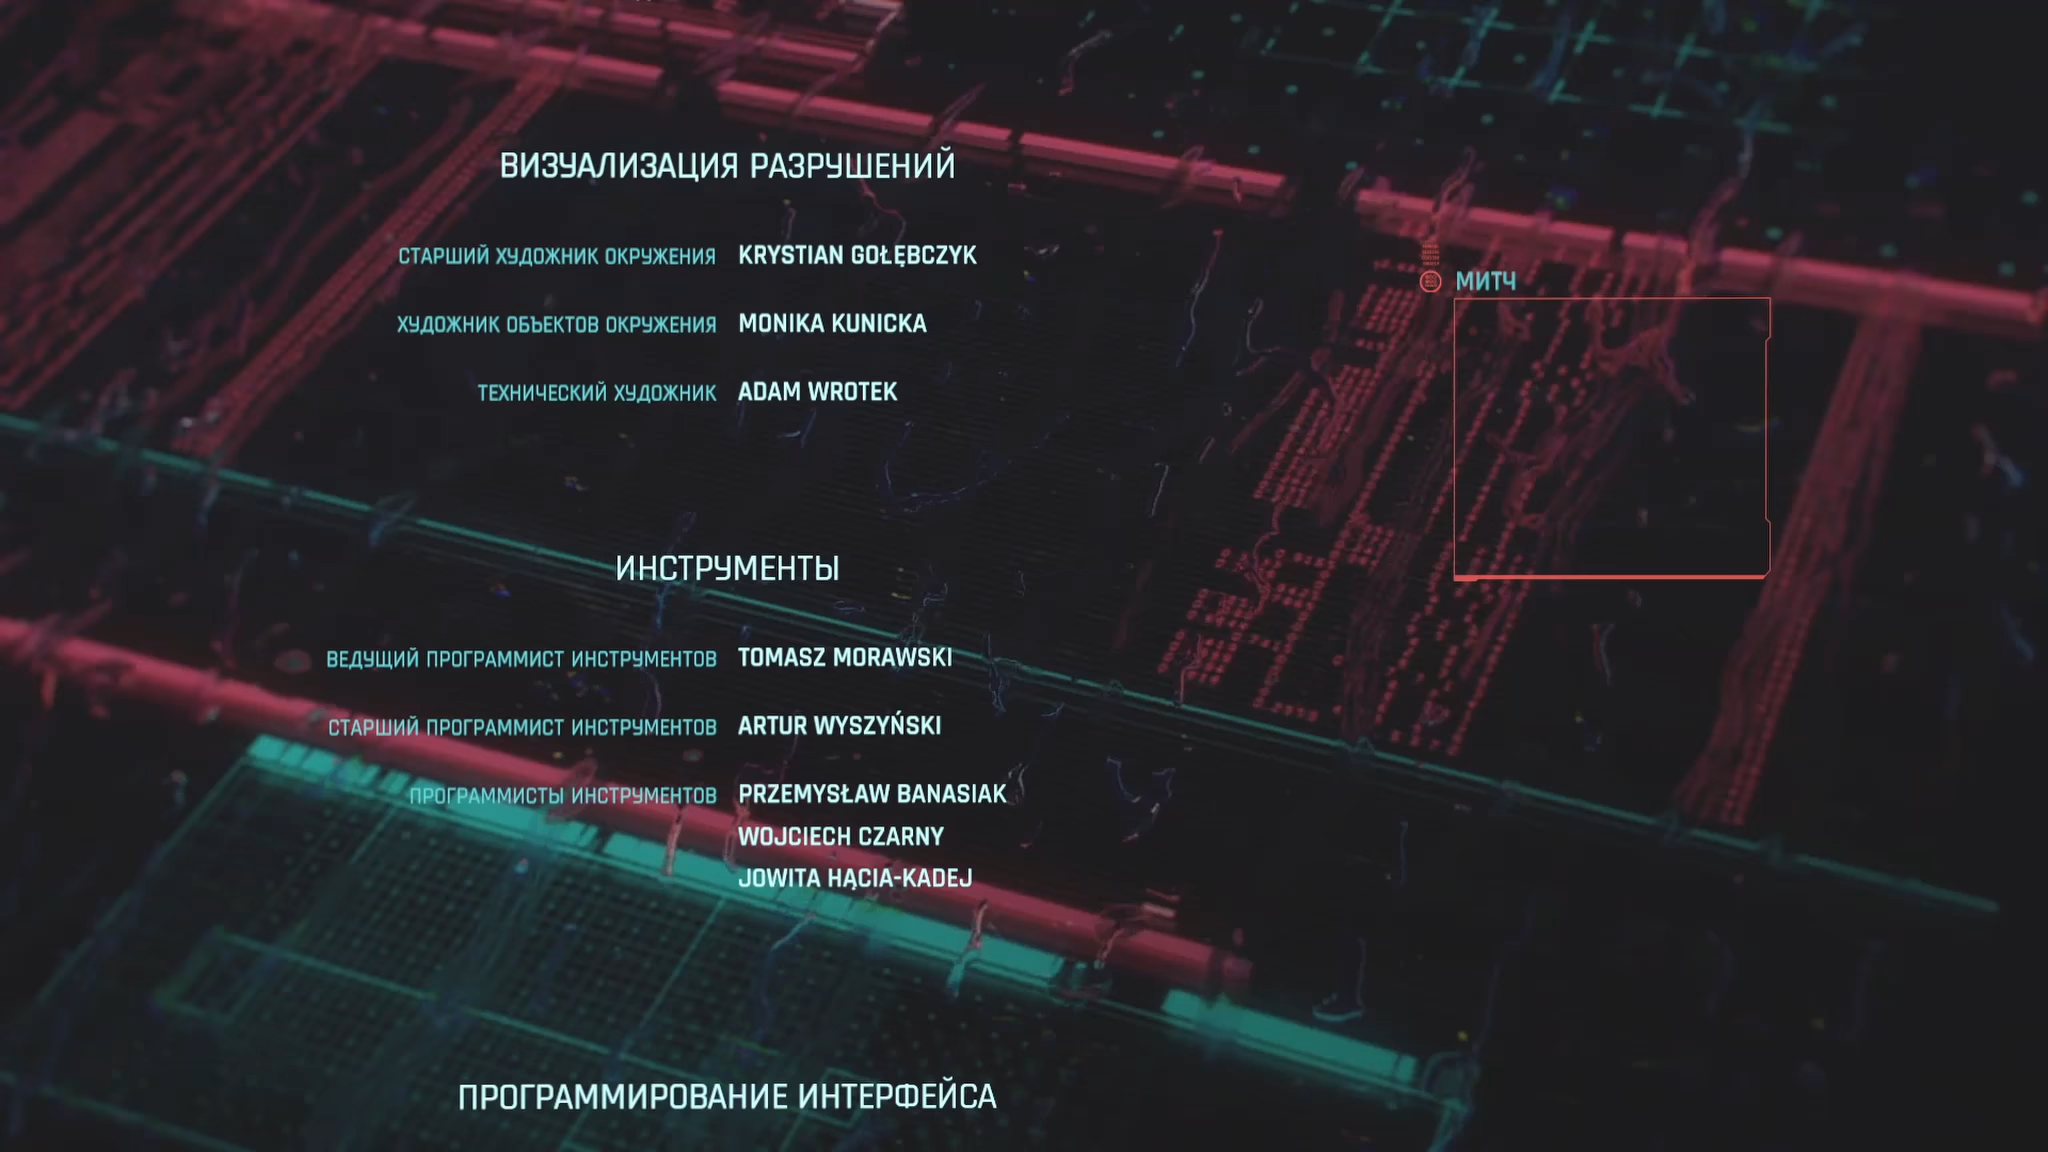 ВИЗУАЛИЗАЦИЯ РАЗРУШЕНИЙ
СТАРШИЙ ХУДОЖНИК ОКРУЖЕНИЯ KRYSTIAN GOŁĘBCZYK
ХУДОЖНИК ОБЪЕКТОВ ОКРУЖЕНИЯ MONIKA KUNICKA
ТЕХНИЧЕСКИЙ ХУДОЖНИК ADAM WROTEK
МИТЧ
ИНСТРУМЕНТЫ
ВЕДУЩИЙ ПРОГРАММИСТ ИНСТРУМЕНТОВ TOMASZ MORAWSKI
СТАРШИЙ ПРОГРАММИСТ ИНСТРУМЕНТОВ ARTUR WYSZYŃSKI
ПРОГРАММИСТЫ ИНСТРУМЕНТОВ PRZEMYSŁAW BANASIAK
WOJCIECH CZARNY
JOWITA HĄCIA-KADEJ
ПРОГРАММИРОВАНИЕ ИНТЕРФЕЙСА